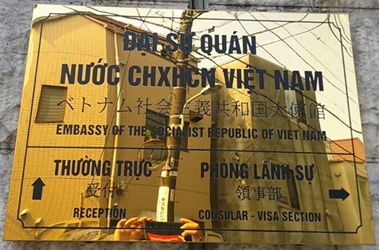 ĐẠI SỨ QUÁN
NƯỚC CHXHCN VIỆT NAM
ベトナム社会主義共和国大使館
EMBASSY OF THE SOCIALIST REPUBLIC OF VIET NAM
THƯỜNG TRỰC
受付
RECEPTION
PHÒNG LÃNH SỰ
領事部
CONSULAR - VISA SECTION